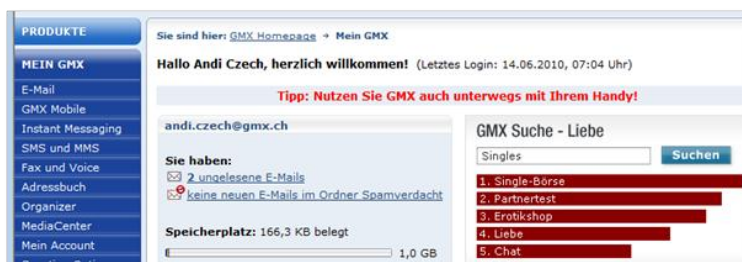 PRODUKTE
MEIN GMX
E-Mail
GMX Mobile
Instant Messaging
SMS und MMS
Fax und Voice
Adressbuch
Organizer
MediaCenter
Mein Account
Sie sind hier: GMX Homepage → Mein GMX
Hallo Andi Czech, herzlich willkommen! (Letztes Login: 14.06.2010, 07:04 Uhr)
Tipp: Nutzen Sie GMX auch unterwegs mit Ihrem Handy!
andi.czech@gmx.ch
Sie haben:
2 ungelesene E-Mails
keine neuen E-Mails im Ordner Spamverdacht
Speicherplatz: 166,3 KB belegt
1,0 GB
GMX Suche - Liebe
Singles
Suchen
1. Single-Börse
2. Partnertest
3. Erotikshop
4. Liebe
5. Chat